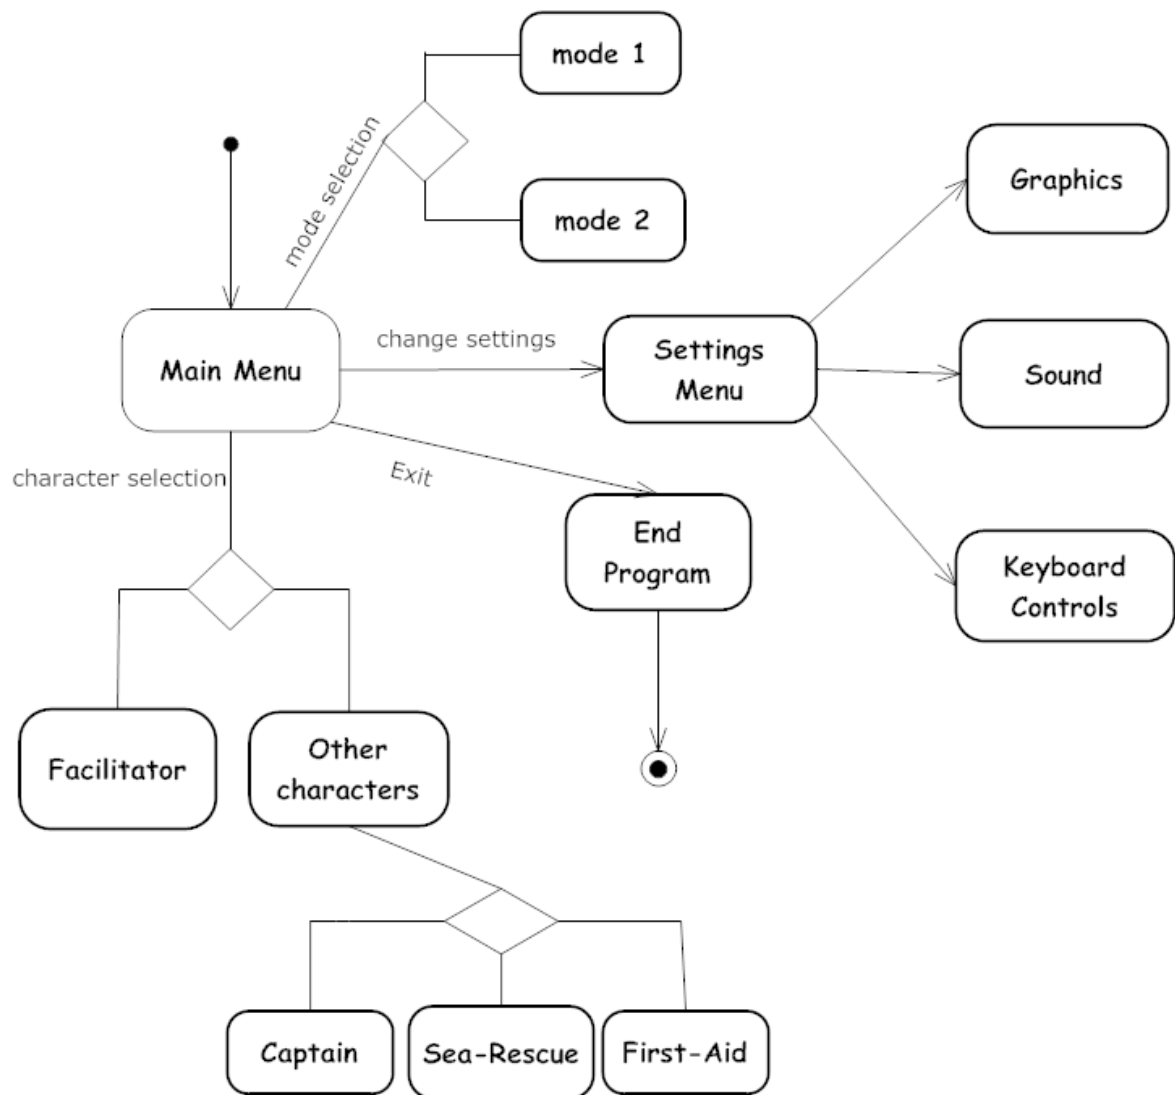 mode 1
mode selection
mode 2
Graphics
change settings
Settings
Menu
Main Menu
Sound
character selection
Exit
End
Program
Keyboard
Controls
Facilitator
Other
characters
Captain
Sea-Rescue
First-Aid